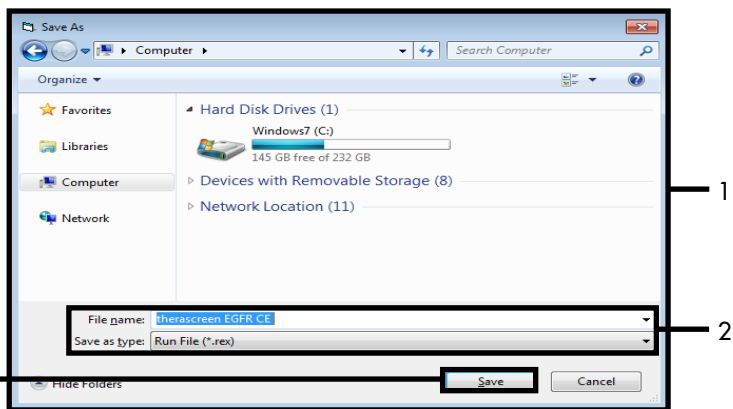 Save As
Computer
Search Computer
Organize
Favorites
Hard Disk Drives (1)
Windows7 (C:)
Libraries
145 GB free of 232 GB
Computer
Devices with Removable Storage (8)
1
Network Location (11)
Network
File name: therascreen EGFR CE
2
Save as type: Run File (*.rex)
Hide Folders
Save
Cancel